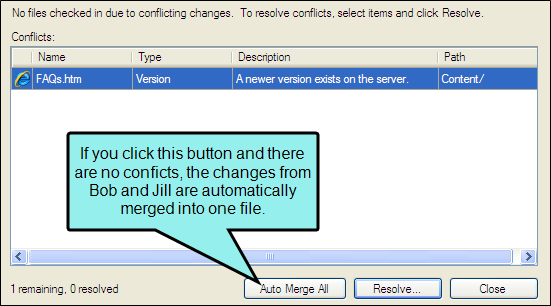 No files checked in due to conflicting changes.  To resolve conflicts, select items and click Resolve.
Conflicts:
Name Type Description Path
FAQs.htm Version A newer version exists on the server. Content/
If you click this button and there
are no conficts, the changes from
Bob and Jill are automatically
merged into one file.
1 remaining, 0 resolved Auto Merge All Resolve... Close